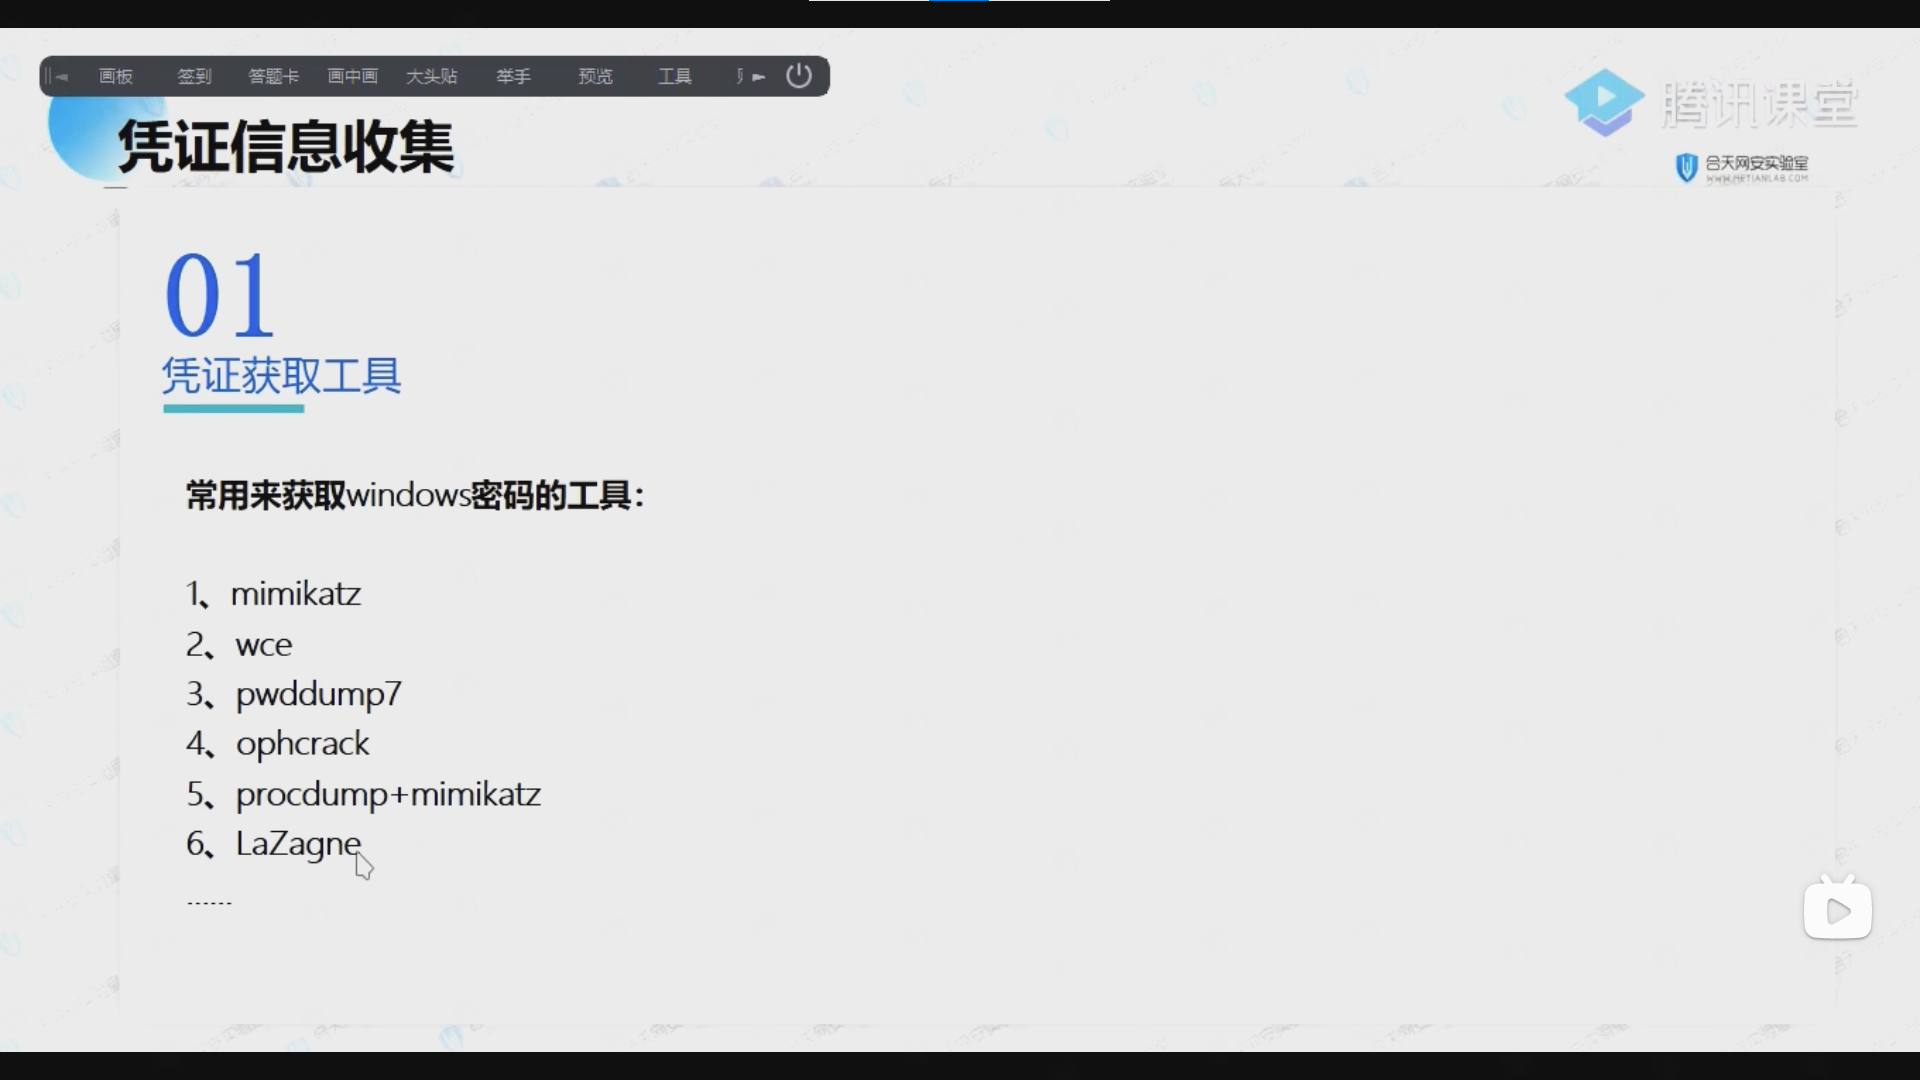 画板 签到 答题卡 画中画 大头贴 举手 预览 工具
腾讯课堂
凭证信息收集
合天网安实验室
WWW.HETIANLAB.COM
01
凭证获取工具
常用来获取windows密码的工具：
1、mimikatz
2、wce
3、pwddump7
4、ophcrack
5、procdump+mimikatz
6、LaZagne
......